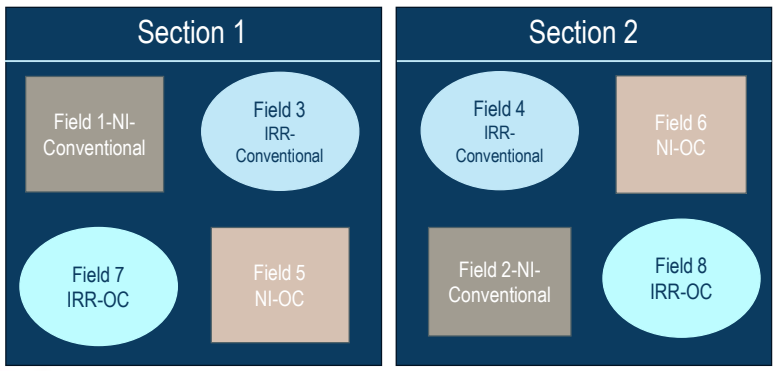 Section 1
Field 1-NI-
Conventional
Field 3
IRR-
Conventional
Field 7
IRR-OC
Field 5
NI-OC
Section 2
Field 4
IRR-
Conventional
Field 6
NI-OC
Field 2-NI-
Conventional
Field 8
IRR-OC